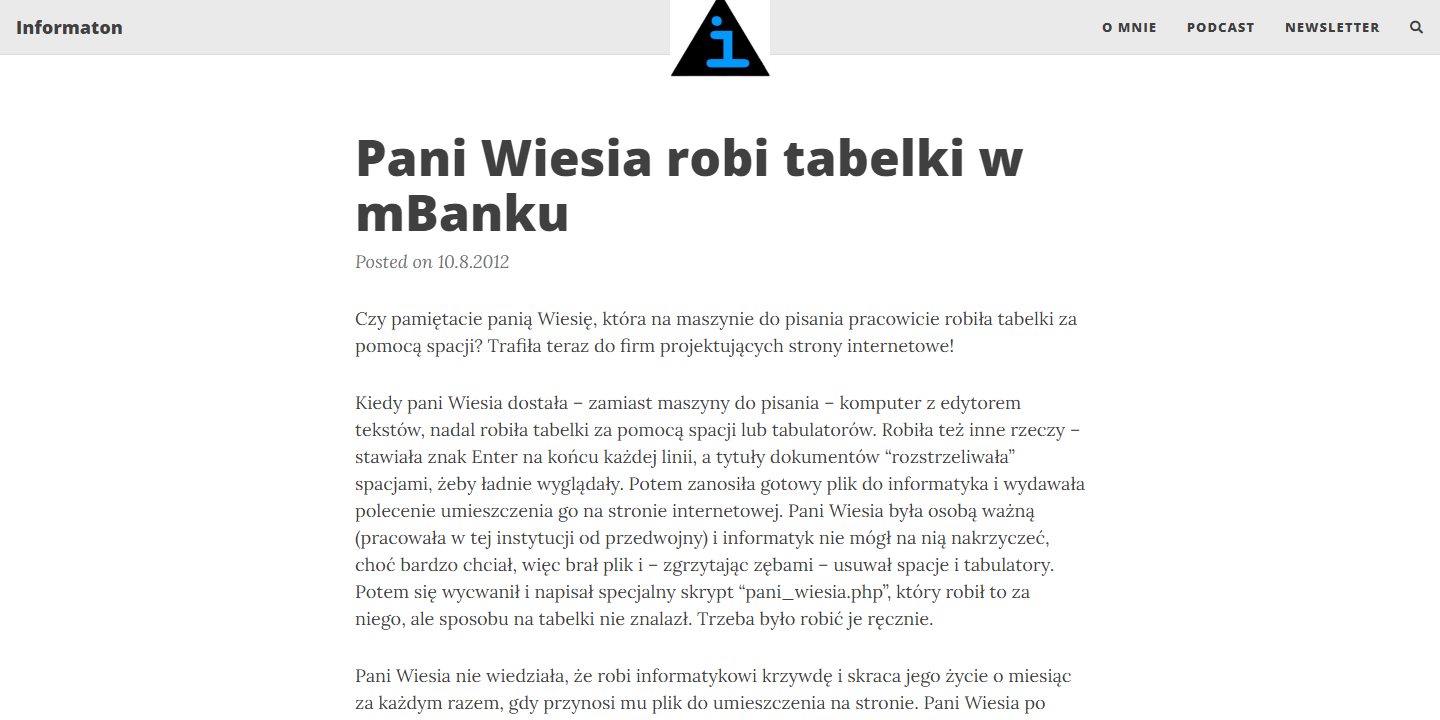 Informaton
i
O MNIE
PODCAST
NEWSLETTER
Pani Wiesia robi tabelki w
mBanku
Posted on 10.8.2012
Czy pamiętacie panią Wiesię, która na maszynie do pisania pracowicie robiła tabelki za
pomocą spacji? Trafiła teraz do firm projektujących strony internetowe!
Kiedy pani Wiesia dostała – zamiast maszyny do pisania – komputer z edytorem
tekstów, nadal robiła tabelki za pomocą spacji lub tabulatorów. Robiła też inne rzeczy –
stawiała znak Enter na końcu każdej linii, a tytuły dokumentów “rozstrzeliwała”
spacjami, żeby ładnie wyglądały. Potem zanosiła gotowy plik do informatyka i wydawała
polecenie umieszczenia go na stronie internetowej. Pani Wiesia była osobą ważną
(pracowała w tej instytucji od przedwojny) i informatyk nie mógł na nią nakrzyczeć,
choć bardzo chciał, więc brał plik i – zgrzytając zębami – usuwał spacje i tabulatory.
Potem się wycwanił i napisał specjalny skrypt “pani_wiesia.php”, który robił to za
niego, ale sposobu na tabelki nie znalazł. Trzeba było robić je ręcznie.
Pani Wiesia nie wiedziała, że robi informatykowi krzywdę i skraca jego życie o miesiąc
za każdym razem, gdy przynosi mu plik do umieszczenia na stronie. Pani Wiesia po